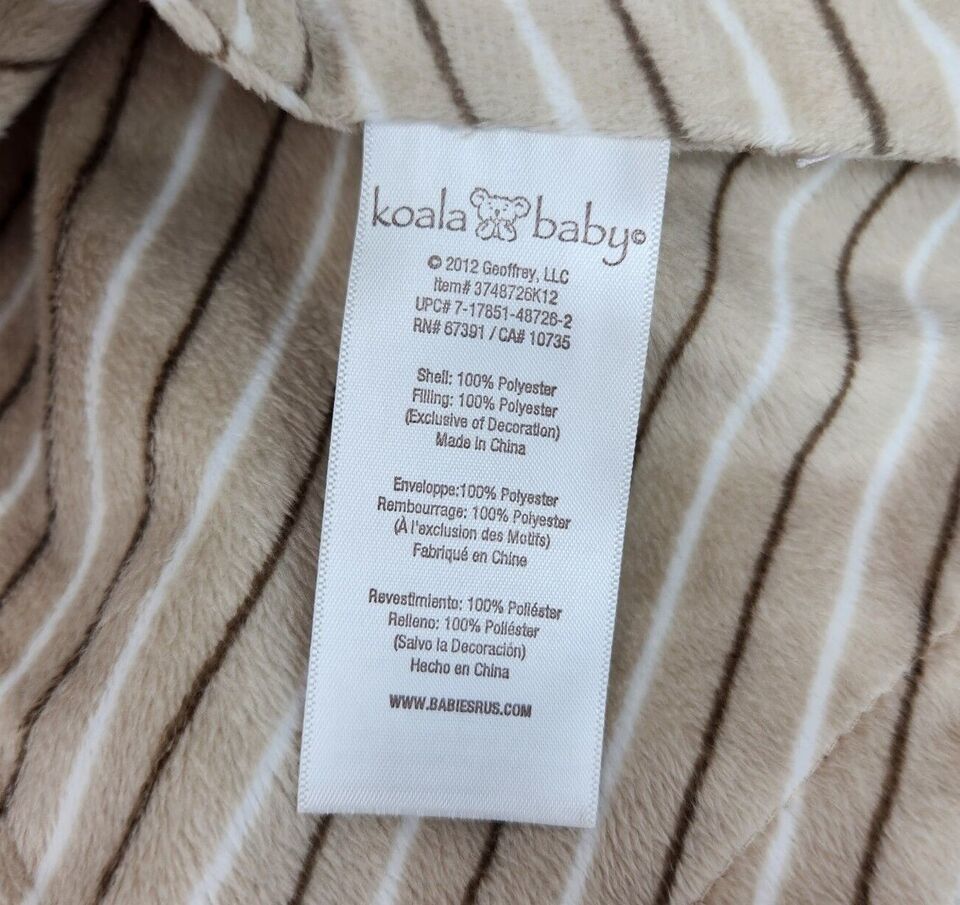 koala baby©
© 2012 Geoffrey, LLC
Item# 3748726K12
UPC# 7-17851-48726-2
RN# 67391 / CA# 10735
Shell: 100% Polyester
Filling: 100% Polyester
(Exclusive of Decoration)
Made in China
Enveloppe:100% Polyester
Rembourrage: 100% Polyester
(À l'exclusion des Motifs)
Fabriqué en Chine
Revestimiento: 100% Poliéster
Relleno: 100% Poliéster
(Salvo la Decoración)
Hecho en China
WWW.BABIESRUS.COM